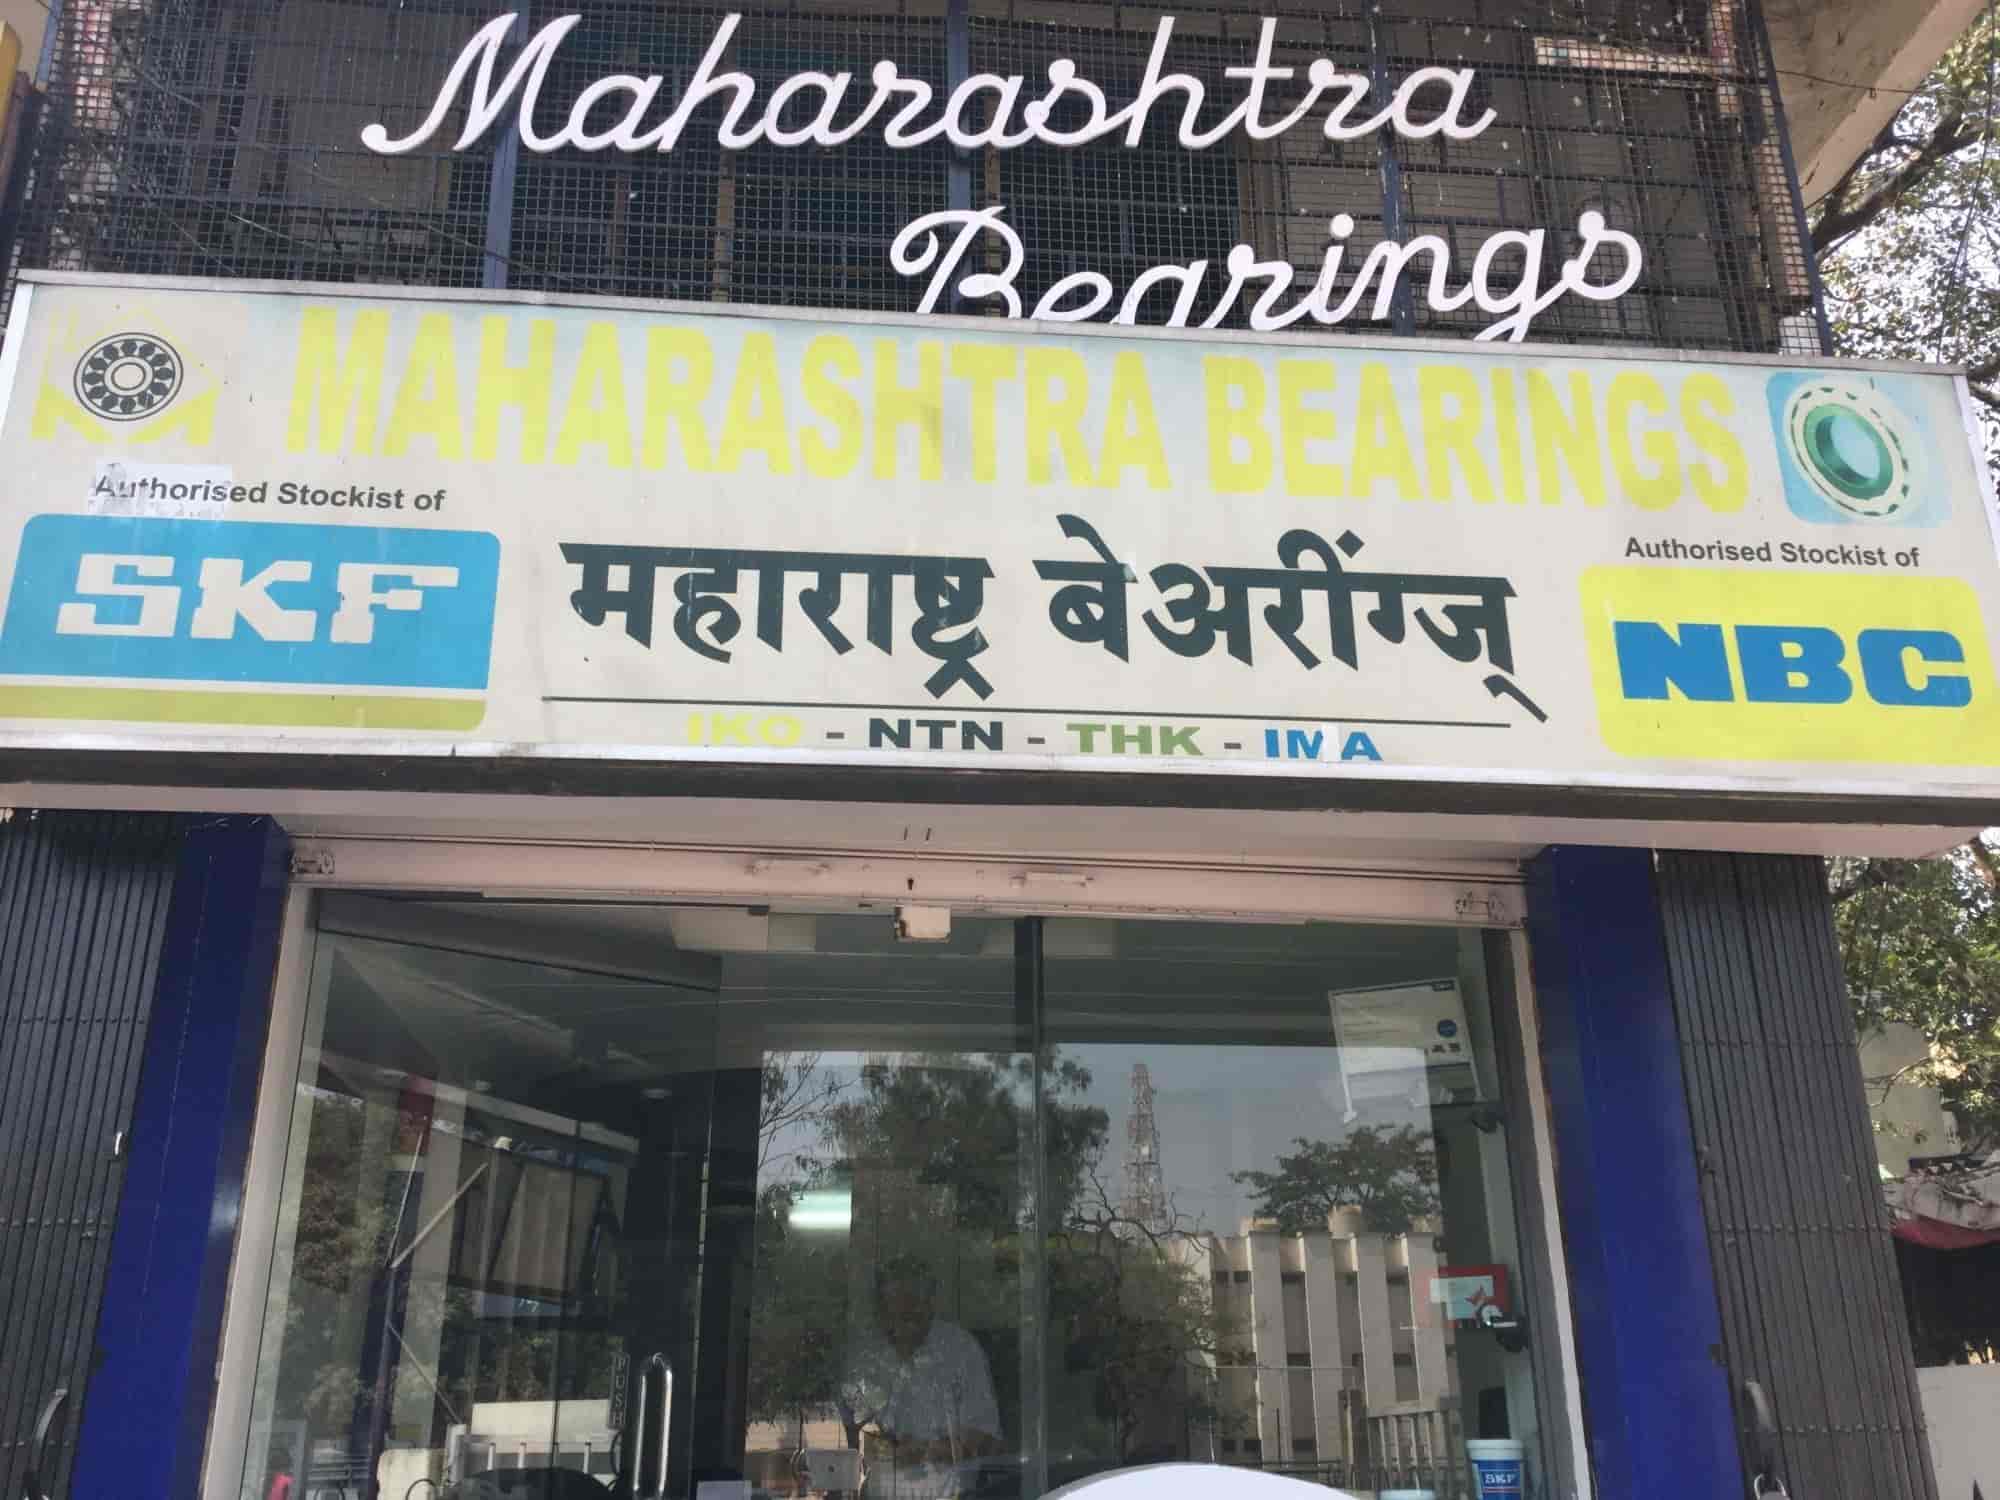 Maharashtra
Bearings
MAHARASHTRA BEARINGS
Authorised Stockist of
SKF
महाराष्ट्र बेअरींग्ज्
Authorised Stockist of
NBC
IKO - NTN - THK - IMA
PUSH
SKF